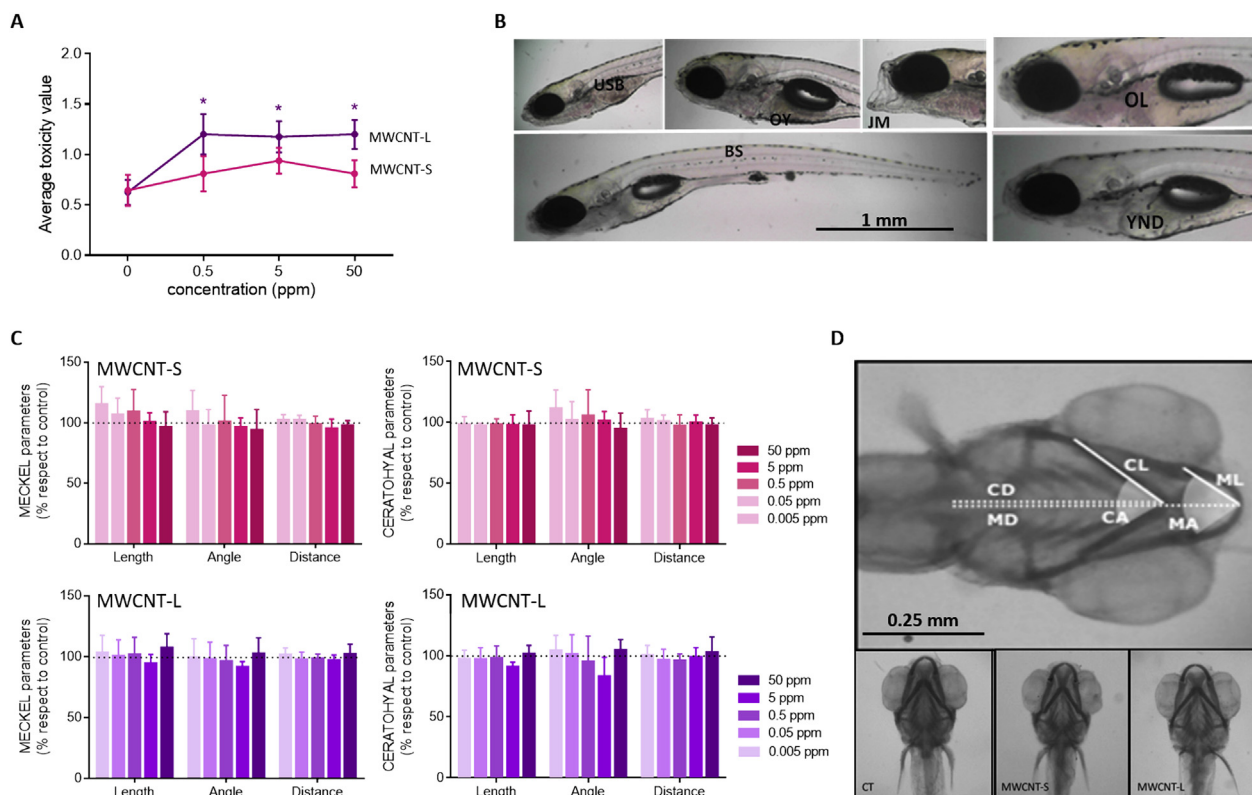 A
2.0
1.5
1.0
0.5
0.0
Average toxicity value
*
*
*
MWCNT-L
MWCNT-S
0
0.5
5
50
concentration (ppm)
B
USB
OY
JM
OL
BS
1 mm
YND
C
MWCNT-S
150
100
50
0
MECKEL parameters
(% respect to control)
Length
Angle
Distance
MWCNT-S
150
100
50
0
CERATOHYAL parameters
(% respect to control)
Length
Angle
Distance
50 ppm
5 ppm
0.5 ppm
0.05 ppm
0.005 ppm
MWCNT-L
150
100
50
0
MECKEL parameters
(% respect to control)
Length
Angle
Distance
MWCNT-L
150
100
50
0
CERATOHYAL parameters
(% respect to control)
Length
Angle
Distance
50 ppm
5 ppm
0.5 ppm
0.05 ppm
0.005 ppm
D
CL
ML
CD
MD
CA
MA
0.25 mm
CT
MWCNT-S
MWCNT-L